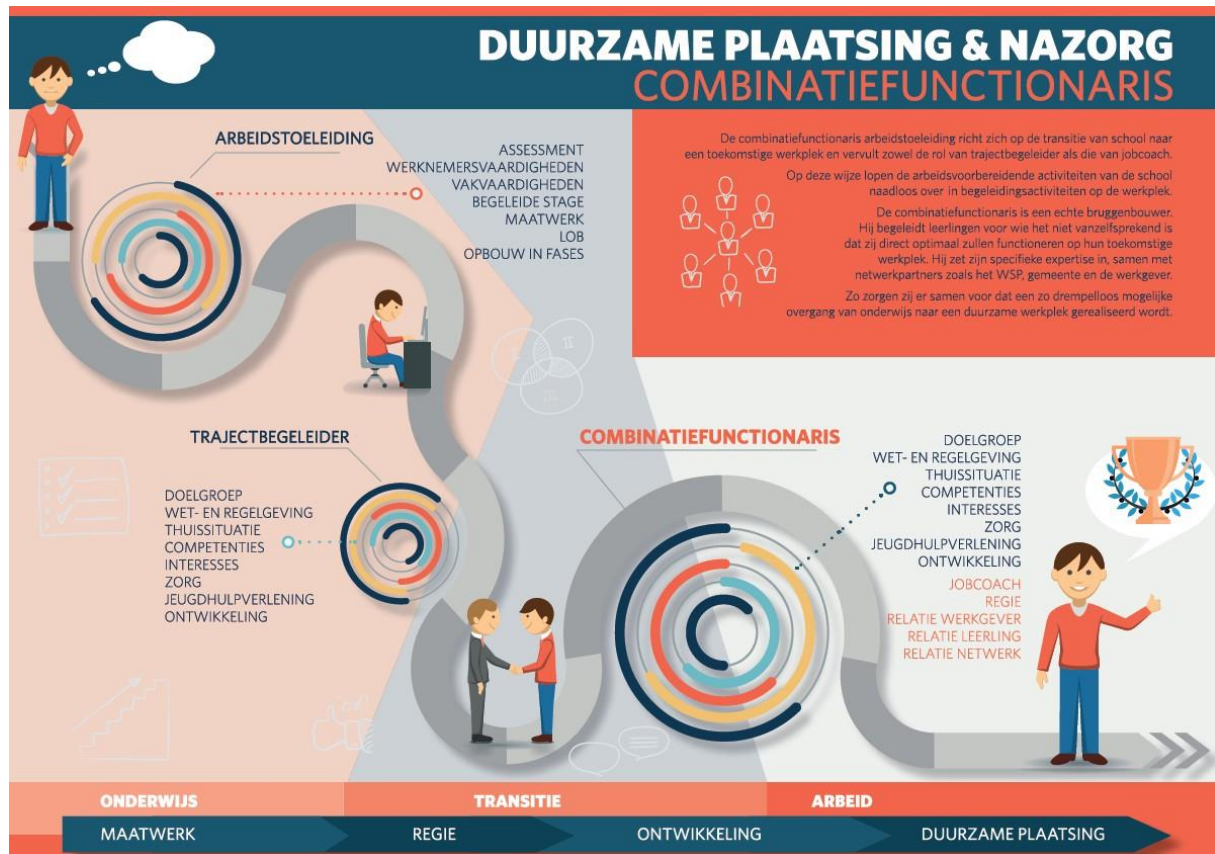 DUURZAME PLAATSING & NAZORG
COMBINATIEFUNCTIONARIS
De combinatiefunctionaris arbeidstoeleiding richt zich op de transitie van school naar
een toekomstige werkplek en vervult zowel de rol van trajectbegeleider als die van jobcoach.
Op deze wijze lopen de arbeidsvoorbereidende activiteiten van de school
naadloos over in begeleidingsactiviteiten op de werkplek.
De combinatiefunctionaris is een echte bruggenbouwer.
Hij begeleidt leerlingen voor wie het niet vanzelfsprekend is
dat zij direct optimaal zullen functioneren op hun toekomstige
werkplek. Hij zet zijn specifieke expertise in, samen met
netwerkpartners zoals het WSP, gemeente en de werkgever.
Zo zorgen zij er samen voor dat een zo drempelloos mogelijke
overgang van onderwijs naar een duurzame werkplek gerealiseerd wordt.
ARBEIDSTOELEIDING
ASSESSMENT
WERKNEMERSVAARDIGHEDEN
VAKVAARDIGHEDEN
BEGELEIDE STAGE
MAATWERK
LOB
OPBOUW IN FASES
TRAJECTBEGELEIDER
DOELGROEP
WET- EN REGELGEVING
THUISSITUATIE
COMPETENTIES
INTERESSES
ZORG
JEUGDHULPVERLENING
ONTWIKKELING
COMBINATIEFUNCTIONARIS
DOELGROEP
WET- EN REGELGEVING
THUISSITUATIE
COMPETENTIES
INTERESSES
ZORG
JEUGDHULPVERLENING
ONTWIKKELING
JOBCOACH
REGIE
RELATIE WERKGEVER
RELATIE LEERLING
RELATIE NETWERK
ONDERWIJS
TRANSITIE
ARBEID
MAATWERK
REGIE
ONTWIKKELING
DUURZAME PLAATSING